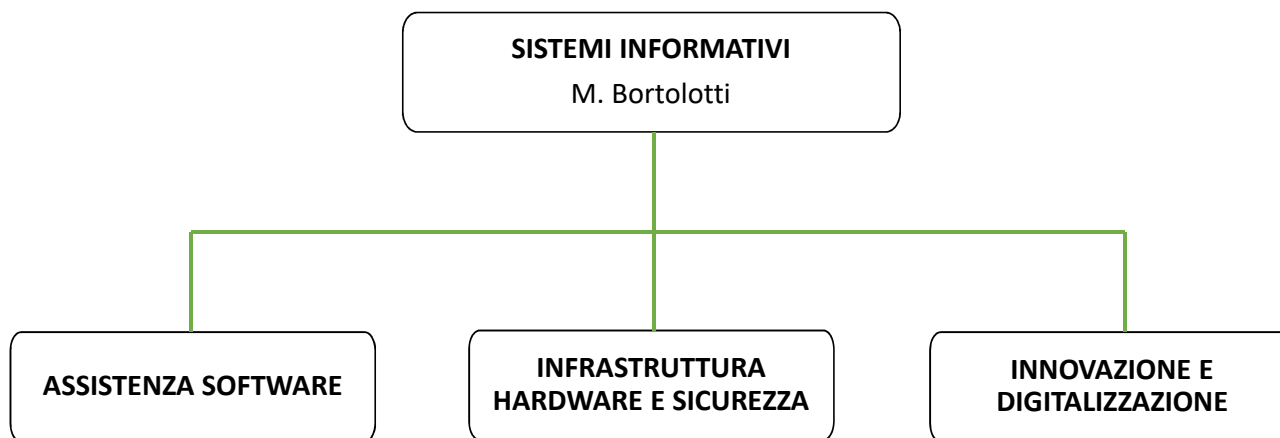 SISTEMI INFORMATIVI
M. Bortolotti
ASSISTENZA SOFTWARE
INFRASTRUTTURA
HARDWARE E SICUREZZA
INNOVAZIONE E
DIGITALIZZAZIONE